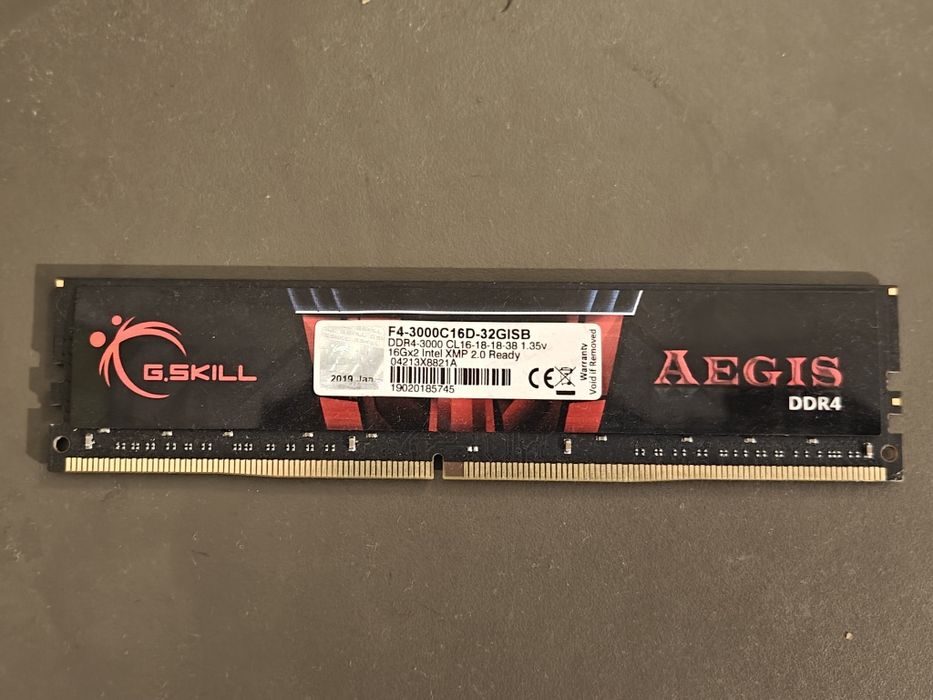 G.SKILL
F4-3000C16D-32GISB
DDR4-3000 CL16-18-18-38 1.35v
16Gx2 Intel XMP 2.0 Ready
04213X8821A
2019 Jan
19020185745
Warranty
Void if Removed
AEGIS
DDR4